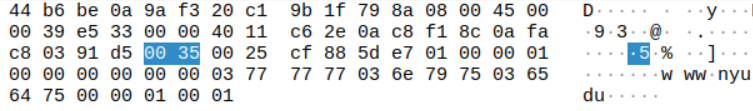 44 b6 be 0a 9a f3 20 c1 9b 1f 79 8a 08 00 45 00 D····· · ··y···E·
00 39 e5 33 00 00 40 11 c6 2e 0a c8 f1 8c 0a fa ·9·3··@· ·.······
c8 03 91 d5 00 35 00 25 cf 88 5d e7 01 00 00 01 ·····5·% ··]·····
00 00 00 00 00 00 03 77 77 77 03 6e 79 75 03 65 ·······w ww·nyu·e
64 75 00 00 01 00 01 du·····